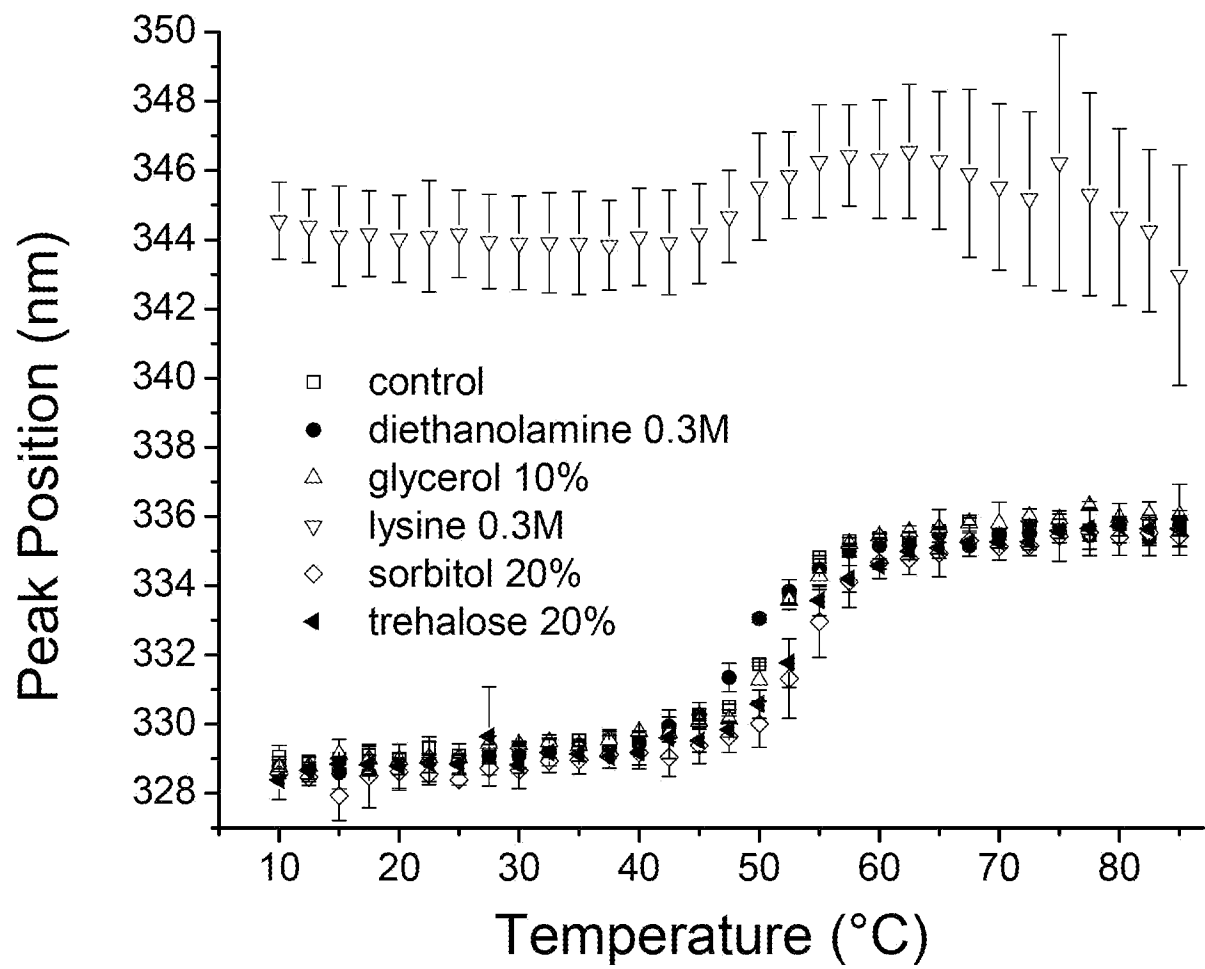 350
348
346
344
342
340
338
336
334
332
330
328
Peak Position (nm)
control
diethanolamine 0.3M
glycerol 10%
lysine 0.3M
sorbitol 20%
trehalose 20%
10 20 30 40 50 60 70 80
Temperature (°C)